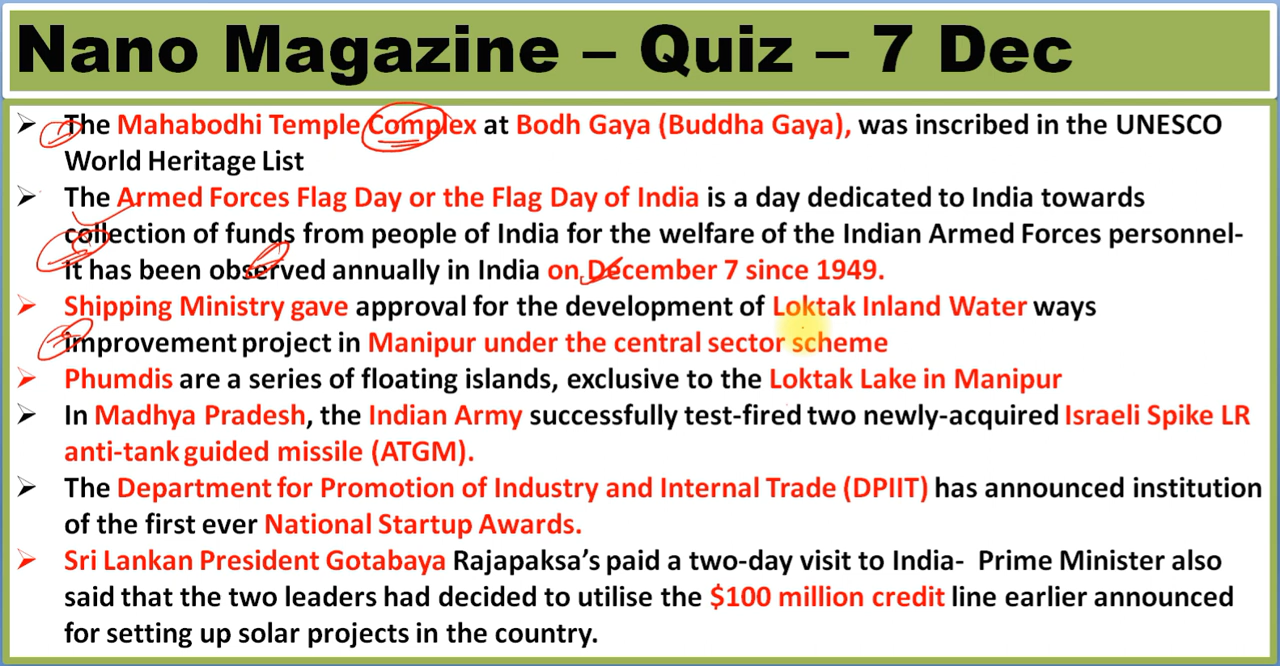 Nano Magazine – Quiz – 7 Dec
➢ The Mahabodhi Temple Complex at Bodh Gaya (Buddha Gaya), was inscribed in the UNESCO
World Heritage List
➢ The Armed Forces Flag Day or the Flag Day of India is a day dedicated to India towards
collection of funds from people of India for the welfare of the Indian Armed Forces personnel-
it has been observed annually in India on December 7 since 1949.
➢ Shipping Ministry gave approval for the development of Loktak Inland Water ways
improvement project in Manipur under the central sector scheme
➢ Phumdis are a series of floating islands, exclusive to the Loktak Lake in Manipur
➢ In Madhya Pradesh, the Indian Army successfully test-fired two newly-acquired Israeli Spike LR
anti-tank guided missile (ATGM).
➢ The Department for Promotion of Industry and Internal Trade (DPIIT) has announced institution
of the first ever National Startup Awards.
➢ Sri Lankan President Gotabaya Rajapaksa's paid a two-day visit to India- Prime Minister also
said that the two leaders had decided to utilise the $100 million credit line earlier announced
for setting up solar projects in the country.